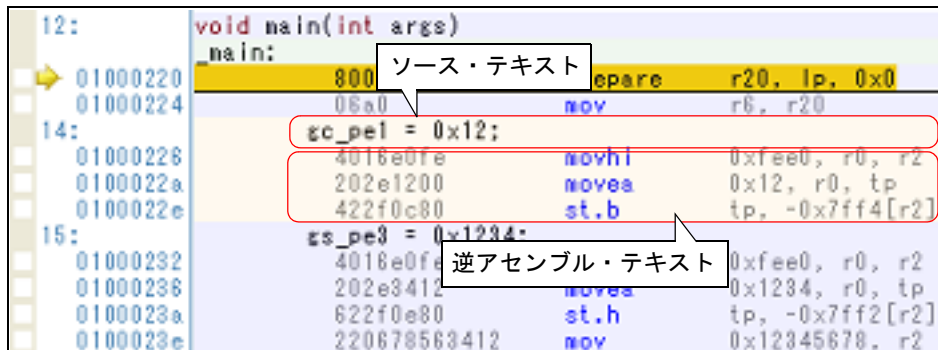 12: void main(int args)
_main:
01000220 800 epare r20, lp, 0x0
ソース・テキスト
01000224 06a0 mov r6, r20
14: gc_pe1 = 0x12;
01000226 4016e0fe movhi 0xfee0, r0, r2
0100022a 202e1200 movea 0x12, r0, tp
0100022e 422f0c80 st.b tp, -0x7ff4[r2]
15: gs_pe3 = 0x1234;
01000232 4016e0fe 0xfee0, r0, r2
逆アセンブル・テキスト
01000236 202e3412 movea 0x1234, r0, tp
0100023a 622f0e80 st.h tp, -0x7ff2[r2]
0100023e 220678563412 mov 0x12345678, r2